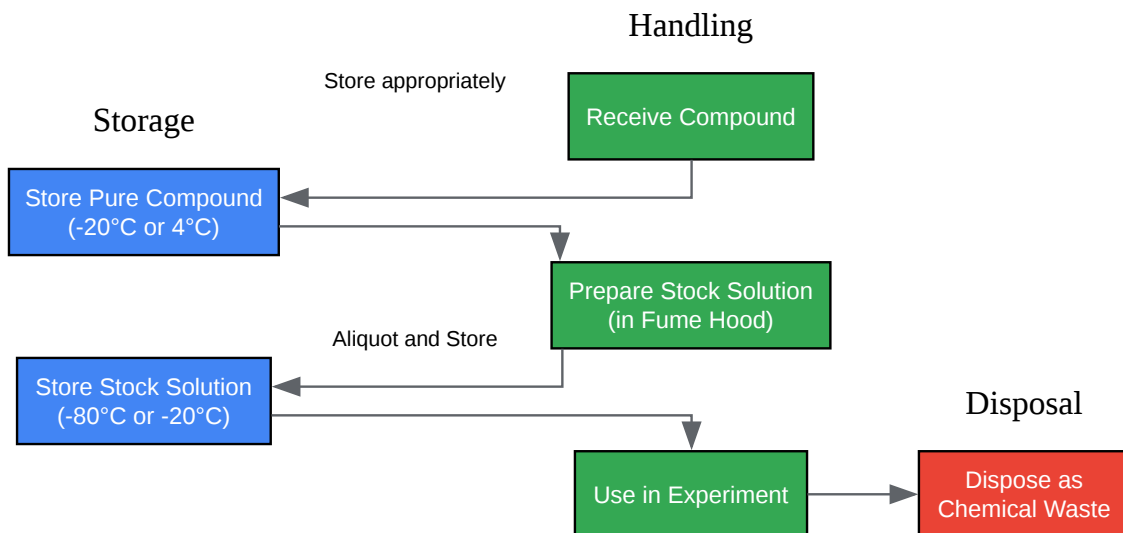 Handling
Store appropriately
Receive Compound
Storage
Store Pure Compound
(-20°C or 4°C)
Prepare Stock Solution
(in Fume Hood)
Aliquot and Store
Store Stock Solution
(-80°C or -20°C)
Disposal
Use in Experiment
Dispose as
Chemical Waste